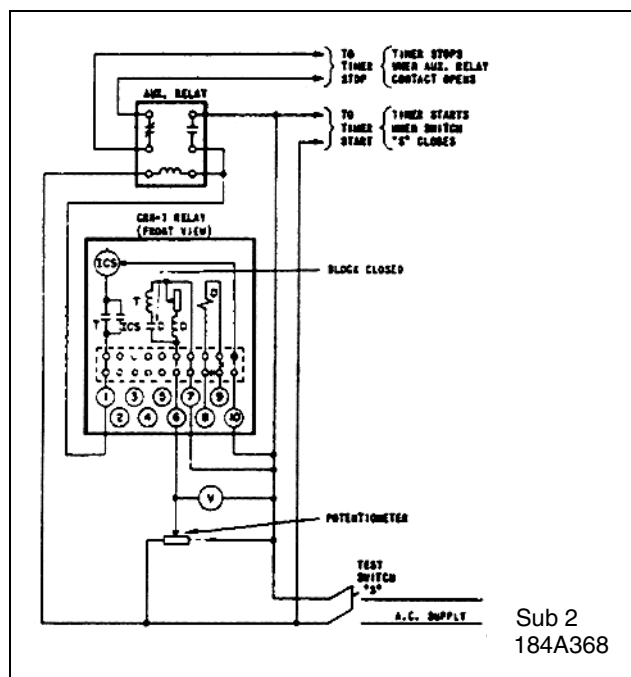 TO TIMER STOP
TIMER STOPS WHEN AUX. RELAY CONTACT OPENS
AUX. RELAY
TO TIMER START
TIMER STARTS WHEN SWITCH "S" CLOSES
RELAY (FRONT VIEW)
ICS
BLOCK CLOSED
T
D
T
ICS
D
D
1
3
5
7
9
2
4
6
8
10
V
POTENTIOMETER
TEST SWITCH "S"
A.C. SUPPLY
Sub 2
184A368